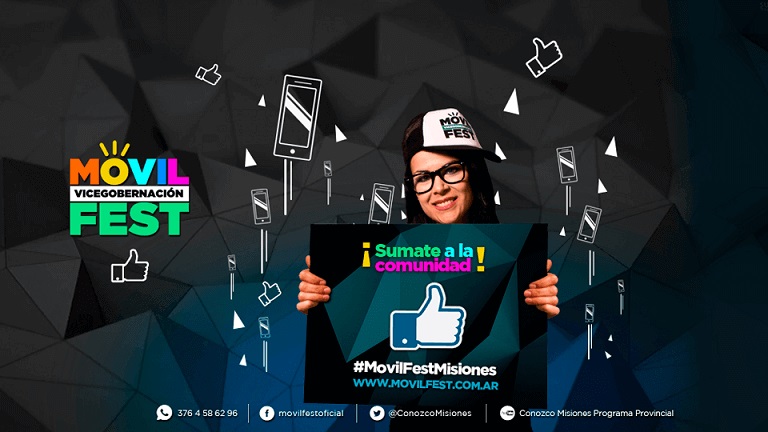 MOVIL
VICEGOBERNACIÓN
FEST
MOVIL
FEST
¡Sumate a la
comunidad!
#MovilFestMisiones
WWW.MOVILFEST.COM.AR
376 4 58 62 96
movilfestoficial
@ConozcoMisiones
Conozco Misiones Programa Provincial